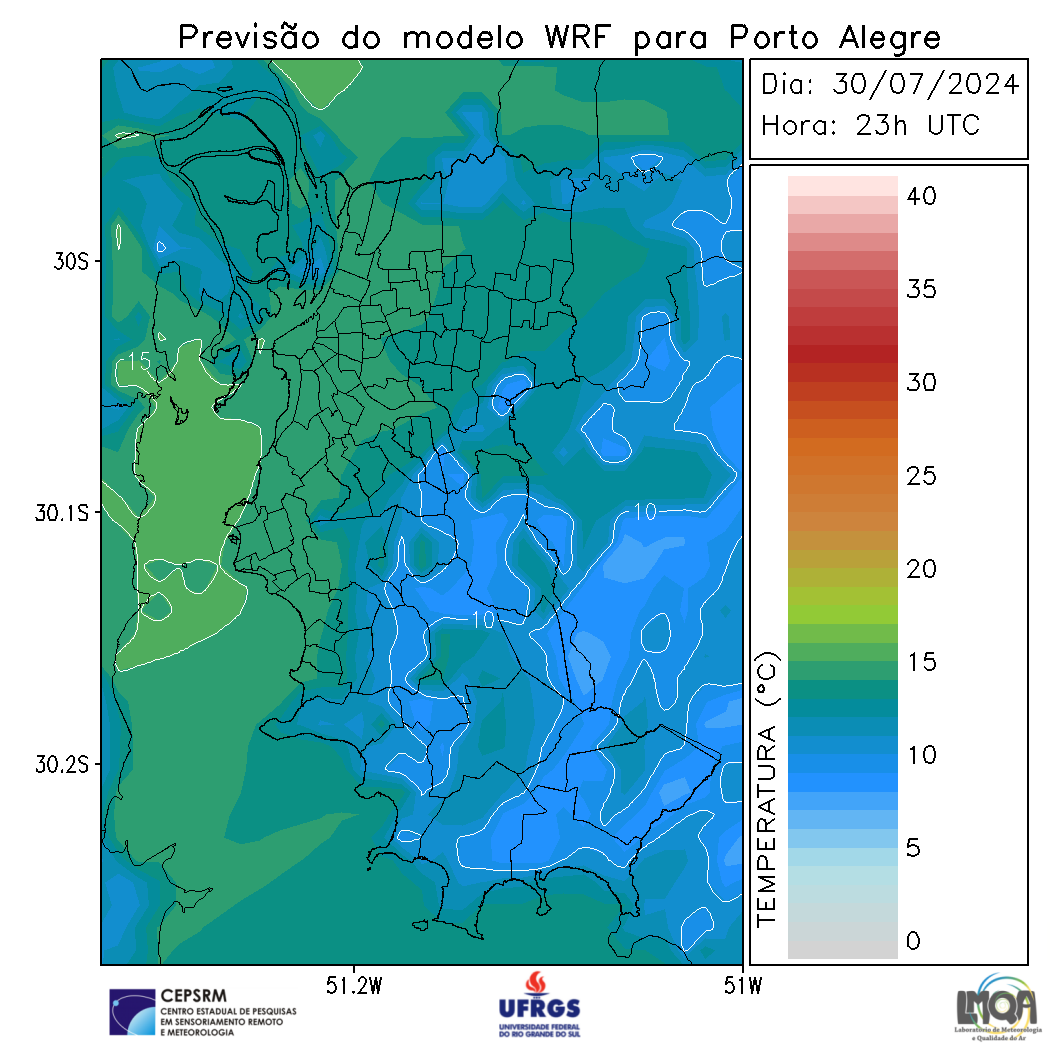 Previsão do modelo WRF para Porto Alegre
Dia: 30/07/2024
Hora: 23h UTC
40
35
30
25
20
15
10
5
0
TEMPERATURA (°C)
30S
30.1S
30.2S
51.2W
51W
15
10
10
CEPSRM
CENTRO ESTADUAL DE PESQUISAS
EM SENSORIAMENTO REMOTO
E METEOROLOGIA
UFRGS
UNIVERSIDADE FEDERAL
DO RIO GRANDE DO SUL
LMQA
Laboratório de Meteorologia
e Qualidade do Ar